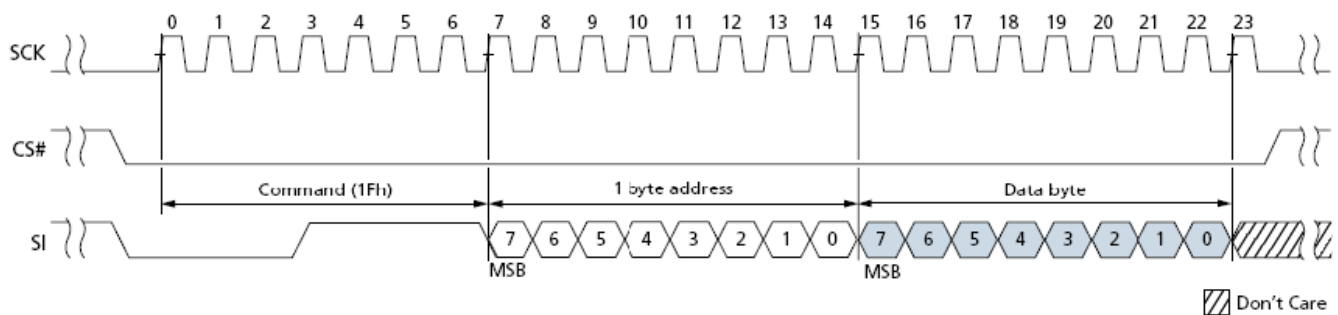 0 1 2 3 4 5 6 7 8 9 10 11 12 13 14 15 16 17 18 19 20 21 22 23
SCK
CS#
Command (1Fh) 1 byte address Data byte
SI 7 6 5 4 3 2 1 0 7 6 5 4 3 2 1 0
MSB MSB
Don't Care